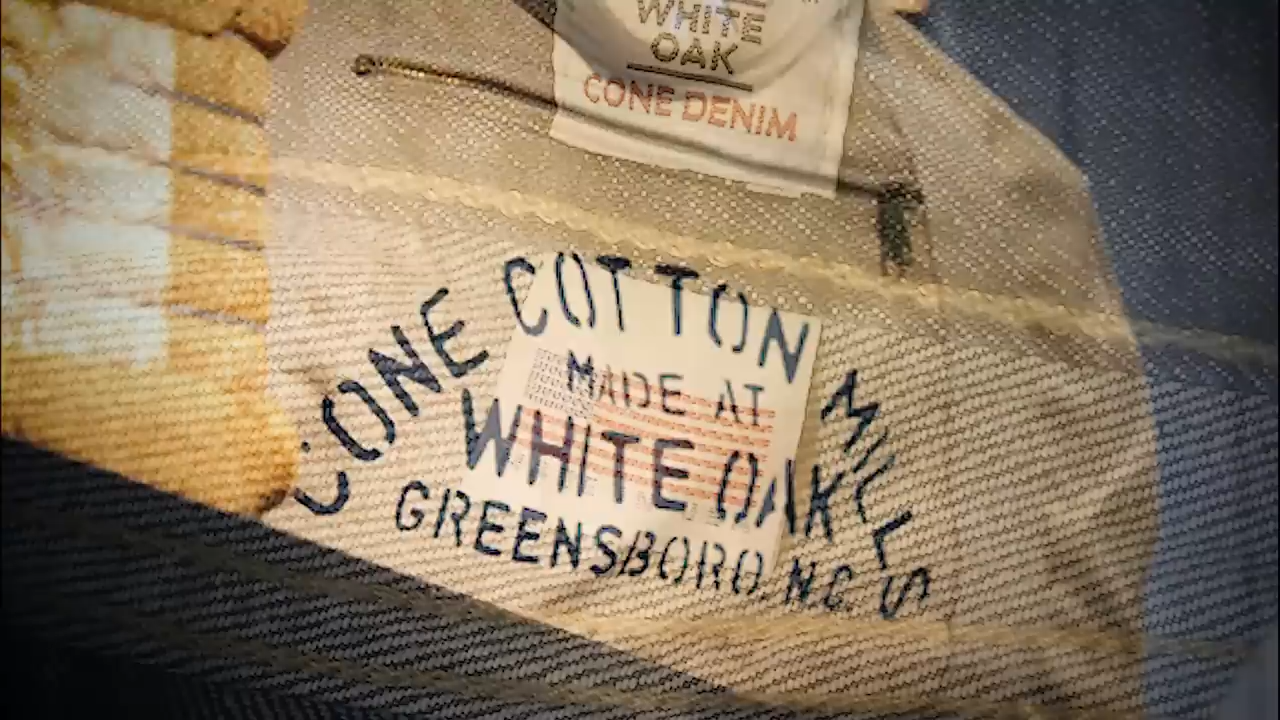 WHITE
OAK
CONE DENIM
CONE COTTON MILLS
MADE AT
WHITE OAK
GREENSBORO, N.C.